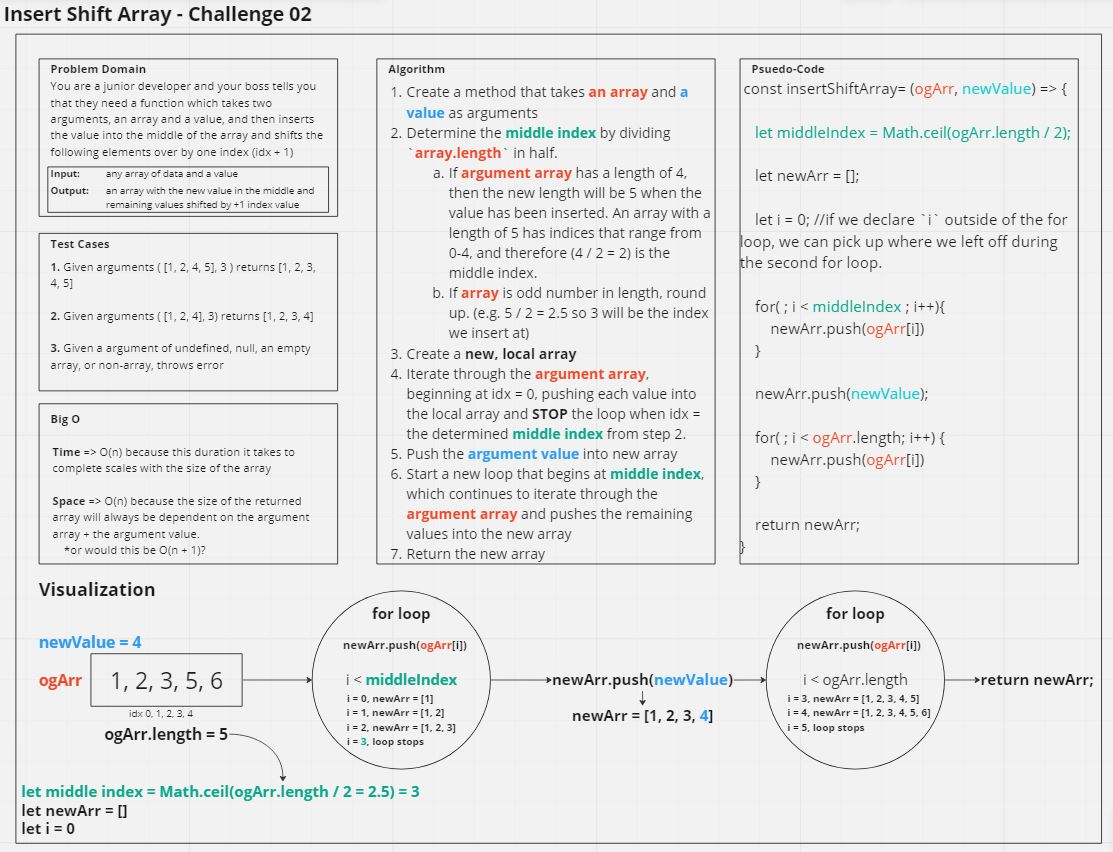 Insert Shift Array - Challenge 02
Problem Domain
You are a junior developer and your boss tells you
that they need a function which takes two
arguments, an array and a value, and then inserts
the value into the middle of the array and shifts the
following elements over by one index (idx + 1)
Input: any array of data and a value
Output: an array with the new value in the middle and
remaining values shifted by +1 index value
Test Cases
1. Given arguments ( [1, 2, 4, 5], 3 ) returns [1, 2, 3,
4, 5]
2. Given arguments ( [1, 2, 4], 3) returns [1, 2, 3, 4]
3. Given a argument of undefined, null, an empty
array, or non-array, throws error
Big O
Time => O(n) because this duration it takes to
complete scales with the size of the array
Space => O(n) because the size of the returned
array will always be dependent on the argument
array + the argument value.
*or would this be O(n + 1)?
Algorithm
1. Create a method that takes an array and a
value as arguments
2. Determine the middle index by dividing
`array.length` in half.
a. If argument array has a length of 4,
then the new length will be 5 when the
value has been inserted. An array with a
length of 5 has indices that range from
0-4, and therefore (4 / 2 = 2) is the
middle index.
b. If array is odd number in length, round
up. (e.g. 5 / 2 = 2.5 so 3 will be the index
we insert at)
3. Create a new, local array
4. Iterate through the argument array,
beginning at idx = 0, pushing each value into
the local array and STOP the loop when idx =
the determined middle index from step 2.
5. Push the argument value into new array
6. Start a new loop that begins at middle index,
which continues to iterate through the
argument array and pushes the remaining
values into the new array
7. Return the new array
Psuedo-Code
const insertShiftArray= (ogArr, newValue) => {
let middleIndex = Math.ceil(ogArr.length / 2);
let newArr = [];
let i = 0; //if we declare `i` outside of the for
loop, we can pick up where we left off during
the second for loop.
for( ; i < middleIndex ; i++){
newArr.push(ogArr[i])
}
newArr.push(newValue);
for( ; i < ogArr.length; i++) {
newArr.push(ogArr[i])
}
return newArr;
}
Visualization
newValue = 4
ogArr 1, 2, 3, 5, 6
idx 0, 1, 2, 3, 4
ogArr.length = 5
let middle index = Math.ceil(ogArr.length / 2 = 2.5) = 3
let newArr = []
let i = 0
for loop
newArr.push(ogArr[i])
i < middleIndex
i = 0, newArr = [1]
i = 1, newArr = [1, 2]
i = 2, newArr = [1, 2, 3]
i = 3, loop stops
newArr.push(newValue)
newArr = [1, 2, 3, 4]
for loop
newArr.push(ogArr[i])
i < ogArr.length
i = 3, newArr = [1, 2, 3, 4, 5]
i = 4, newArr = [1, 2, 3, 4, 5, 6]
i = 5, loop stops
return newArr;